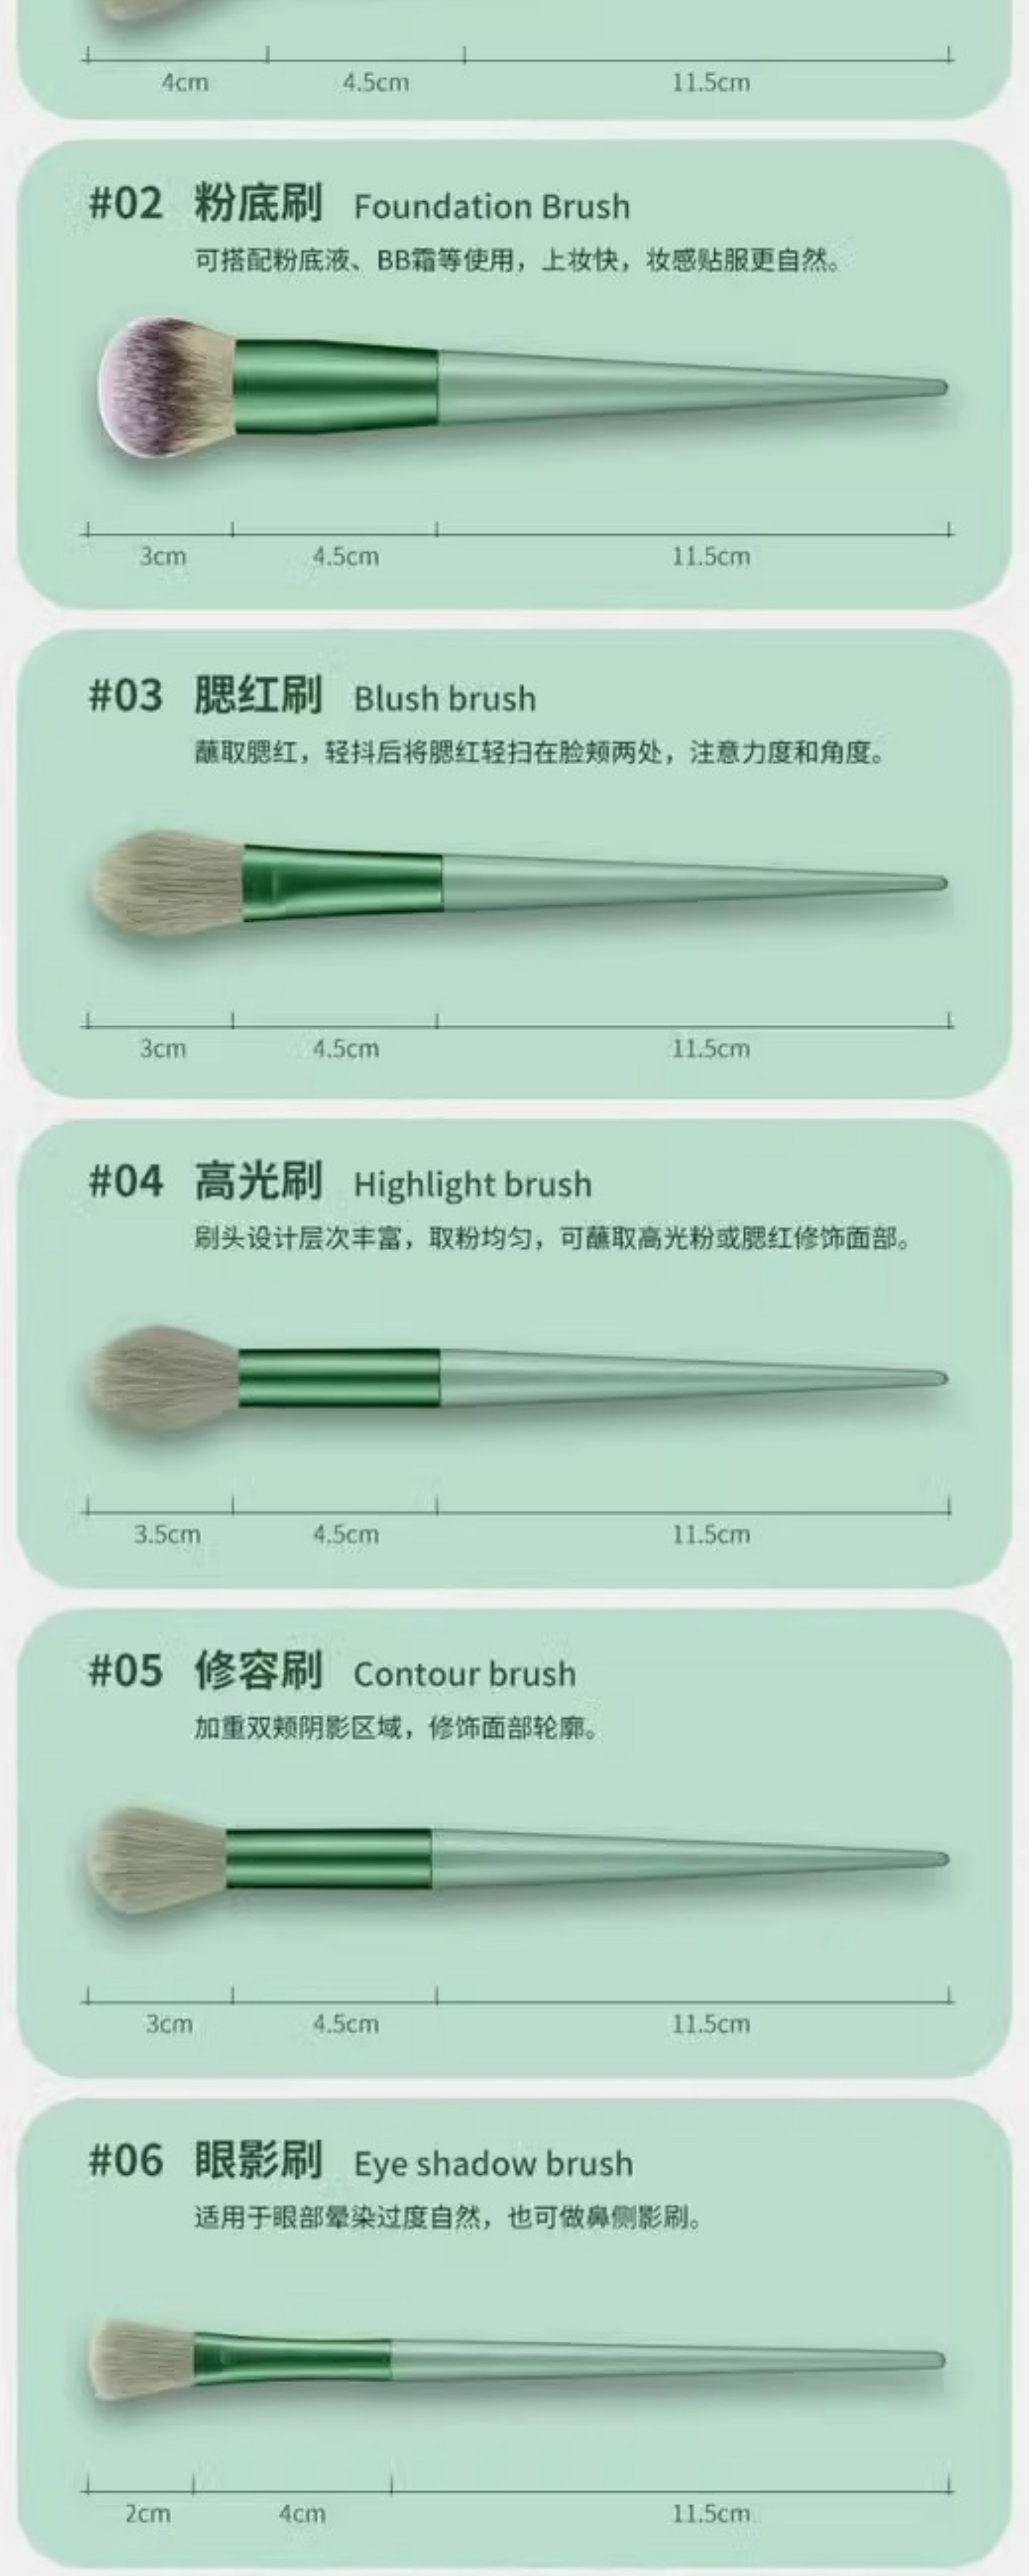 4cm 4.5cm 11.5cm
#02 粉底刷 Foundation Brush
可搭配粉底液、BB霜等使用，上妆快，妆感贴服更自然。
3cm 4.5cm 11.5cm
#03 腮红刷 Blush brush
蘸取腮红，轻抖后将腮红轻扫在脸颊两处，注意力度和角度。
3cm 4.5cm 11.5cm
#04 高光刷 Highlight brush
刷头设计层次丰富，取粉均匀，可蘸取高光粉或腮红修饰面部。
3.5cm 4.5cm 11.5cm
#05 修容刷 Contour brush
加重双颊阴影区域，修饰面部轮廓。
3cm 4.5cm 11.5cm
#06 眼影刷 Eye shadow brush
适用于眼部晕染过度自然，也可做鼻侧影刷。
2cm 4cm 11.5cm